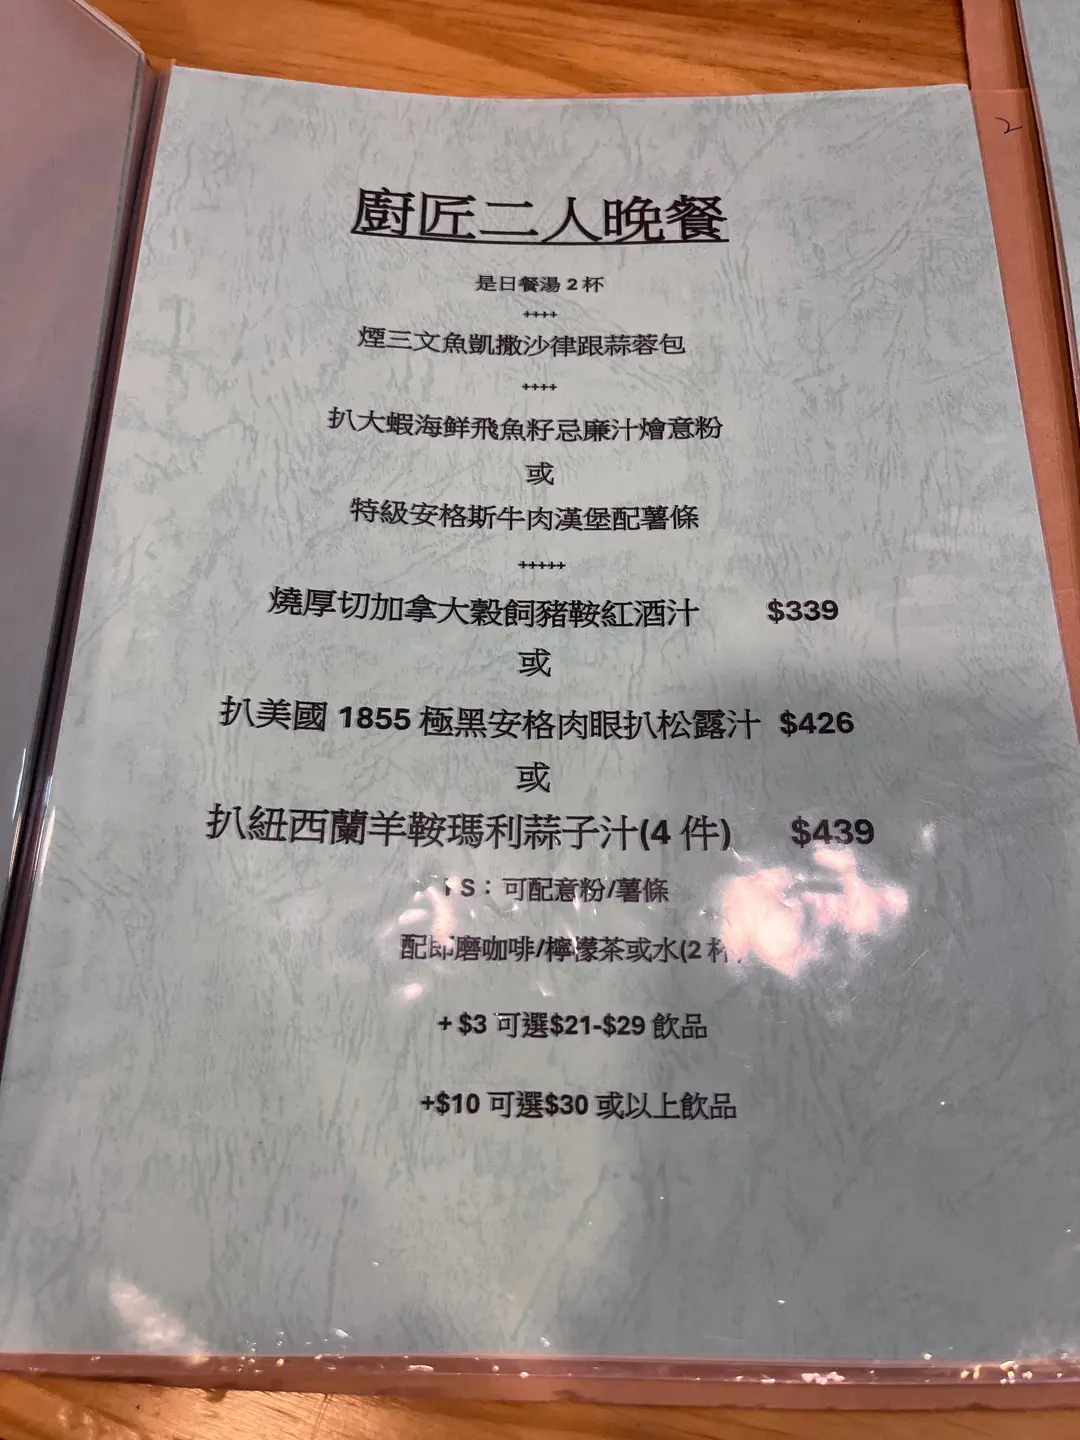 2
廚匠二人晚餐
是日餐湯 2 杯
++++
煙三文魚凱撒沙律跟蒜蓉包
++++
扒大蝦海鮮飛魚籽忌廉汁燴意粉
或
特級安格斯牛肉漢堡配薯條
+++++
燒厚切加拿大穀飼豬鞍紅酒汁 $339
或
扒美國 1855 極黑安格肉眼扒松露汁 $426
或
扒紐西蘭羊鞍瑪利蒜子汁(4 件) $439
S：可配意粉/薯條
配即磨咖啡/檸檬茶或水(2 杯
+ $3 可選$21-$29 飲品
+$10 可選$30 或以上飲品